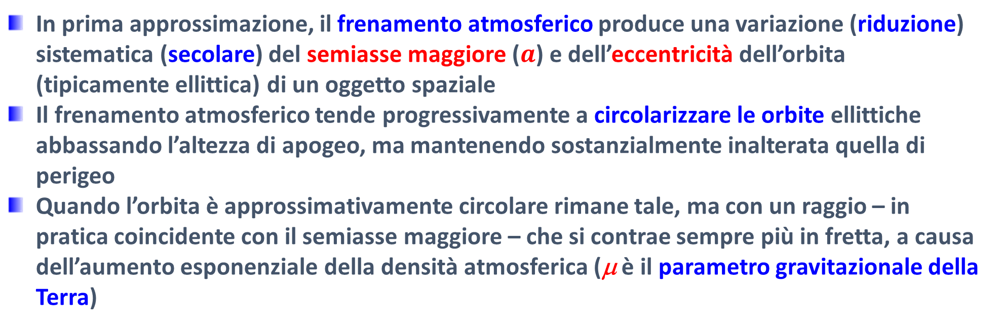 In prima approssimazione, il frenamento atmosferico produce una variazione (riduzione)
sistematica (secolare) del semiasse maggiore (a) e dell’eccentricità dell’orbita
(tipicamente ellittica) di un oggetto spaziale
Il frenamento atmosferico tende progressivamente a circolarizzare le orbite ellittiche
abbassando l’altezza di apogeo, ma mantenendo sostanzialmente inalterata quella di
perigeo
Quando l’orbita è approssimativamente circolare rimane tale, ma con un raggio – in
pratica coincidente con il semiasse maggiore – che si contrae sempre più in fretta, a causa
dell’aumento esponenziale della densità atmosferica (μ è il parametro gravitazionale della
Terra)